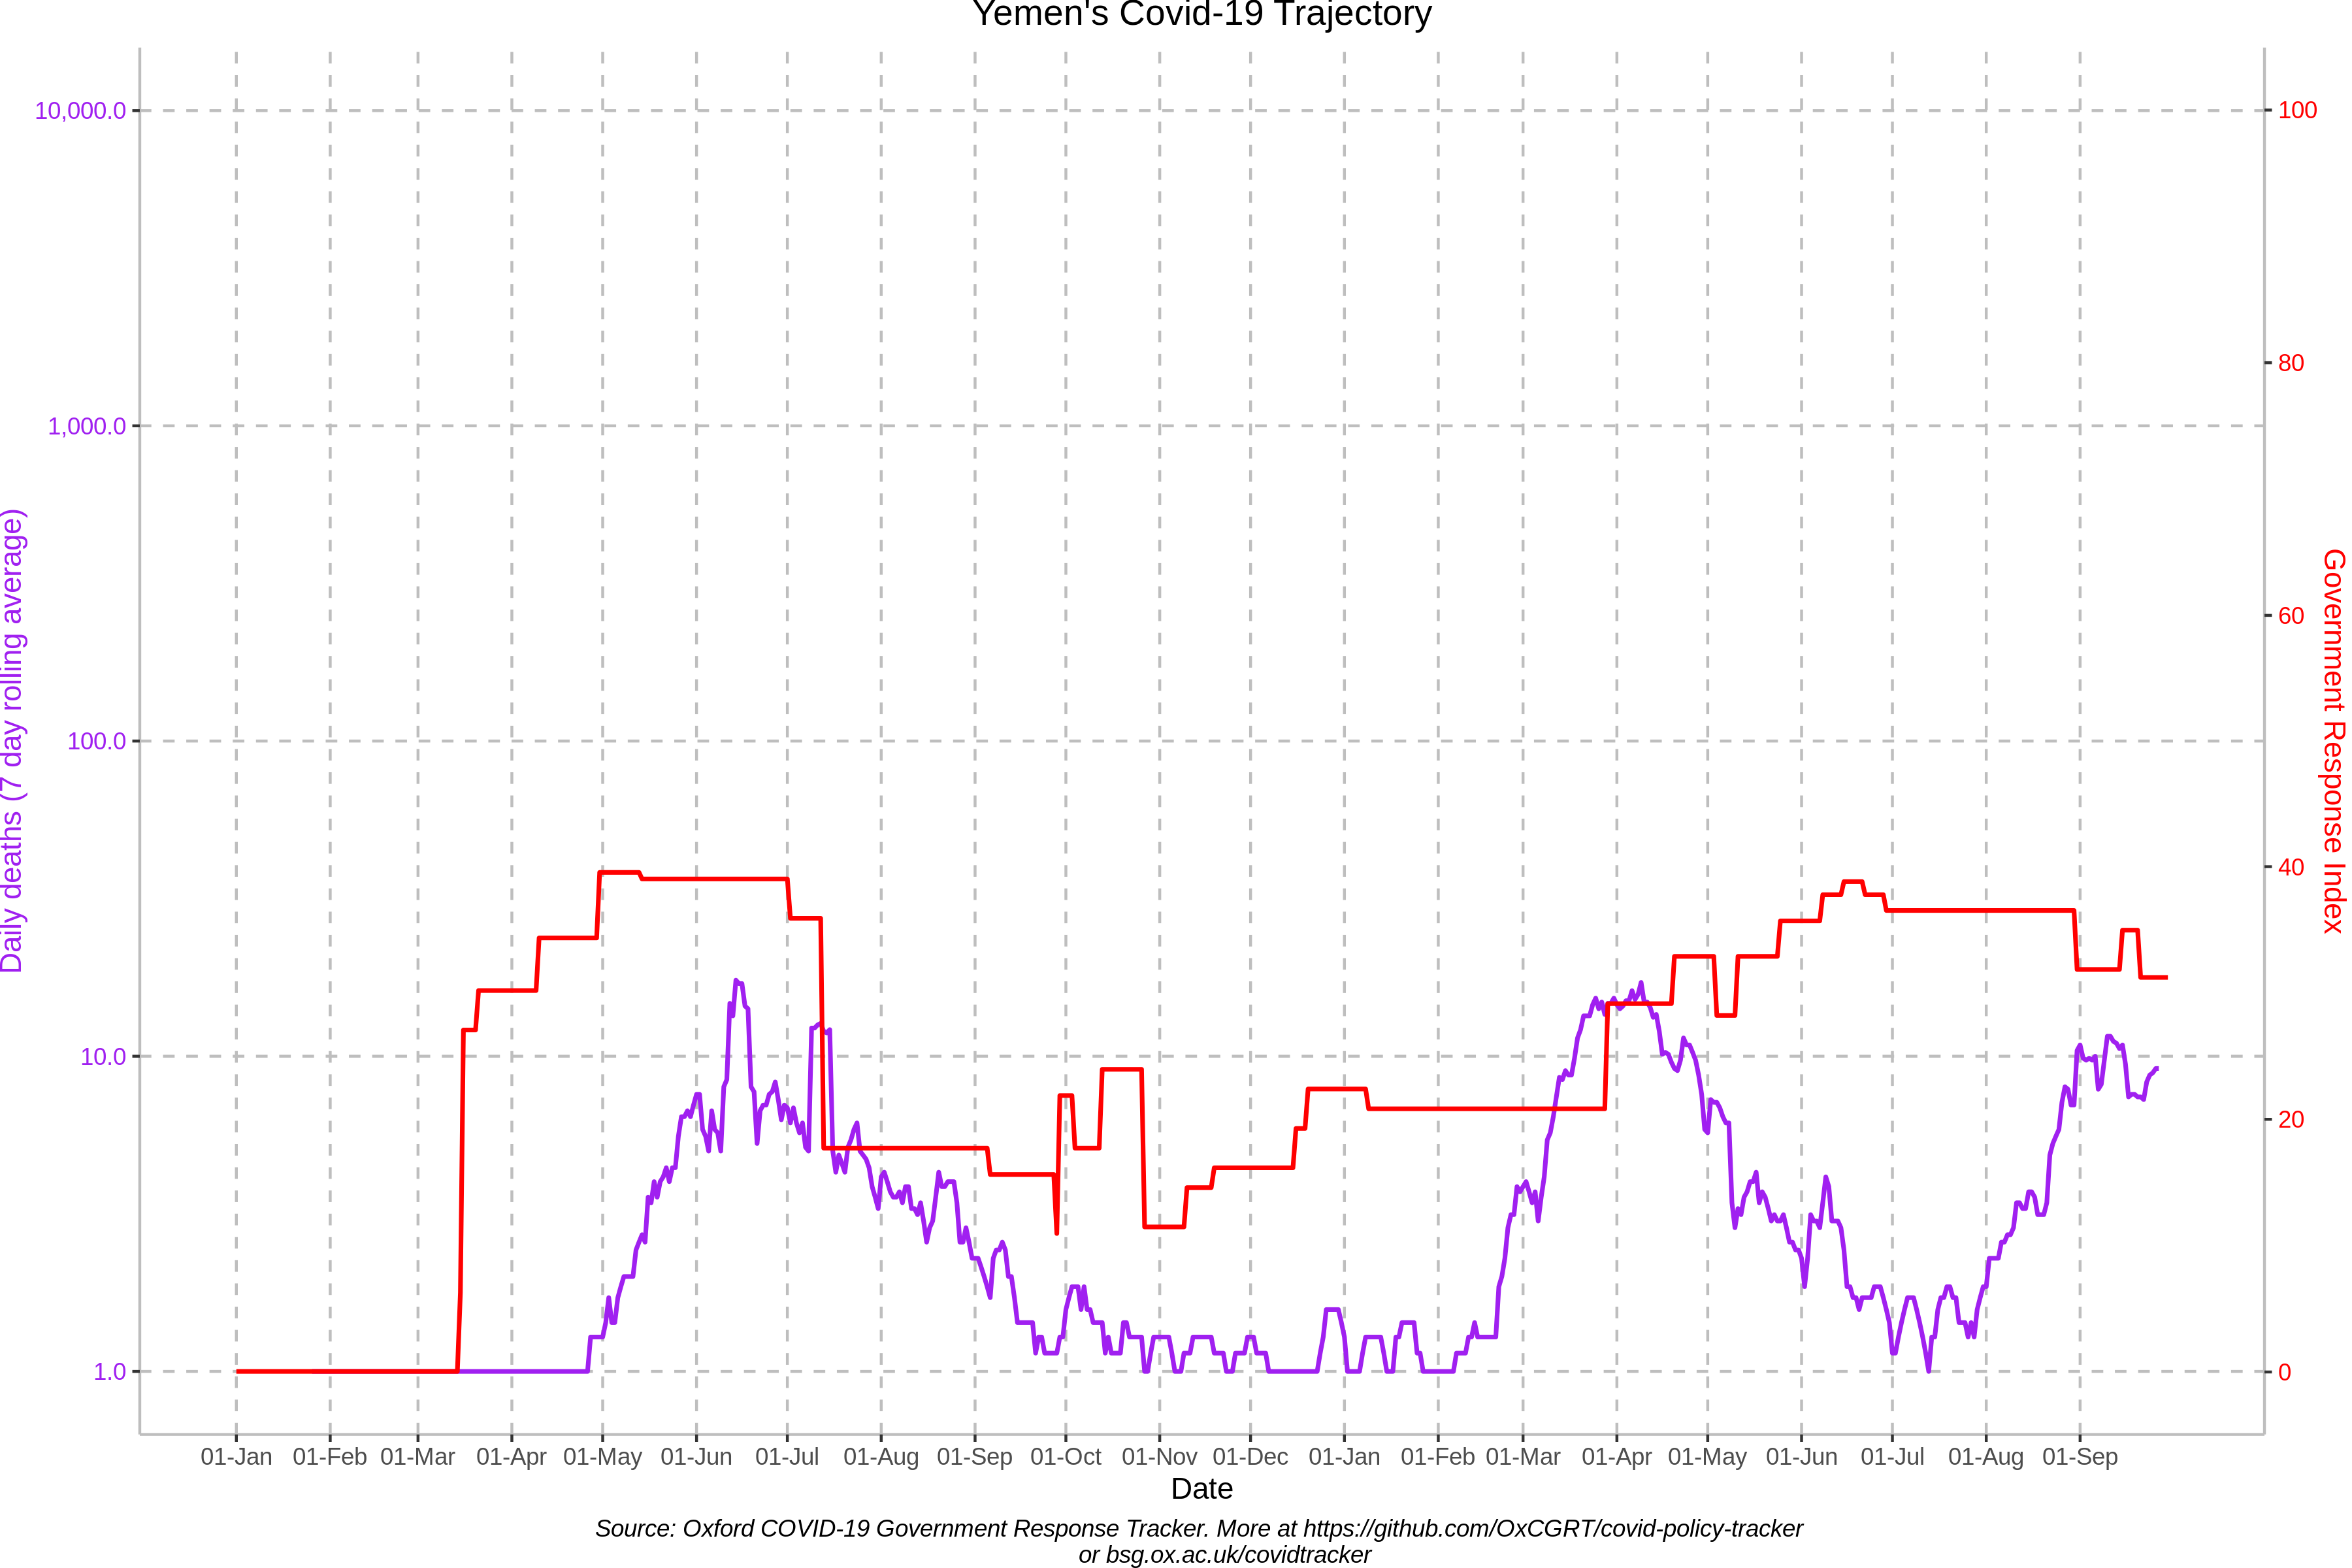 Yemen's Covid-19 Trajectory
10,000.0
1,000.0
100.0
10.0
1.0
Daily deaths (7 day rolling average)
100
80
60
40
20
0
Government Response Index
01-Jan 01-Feb 01-Mar 01-Apr 01-May 01-Jun 01-Jul 01-Aug 01-Sep 01-Oct 01-Nov 01-Dec 01-Jan 01-Feb 01-Mar 01-Apr 01-May 01-Jun 01-Jul 01-Aug 01-Sep
Date
Source: Oxford COVID-19 Government Response Tracker. More at https://github.com/OxCGRT/covid-policy-tracker
or bsg.ox.ac.uk/covidtracker